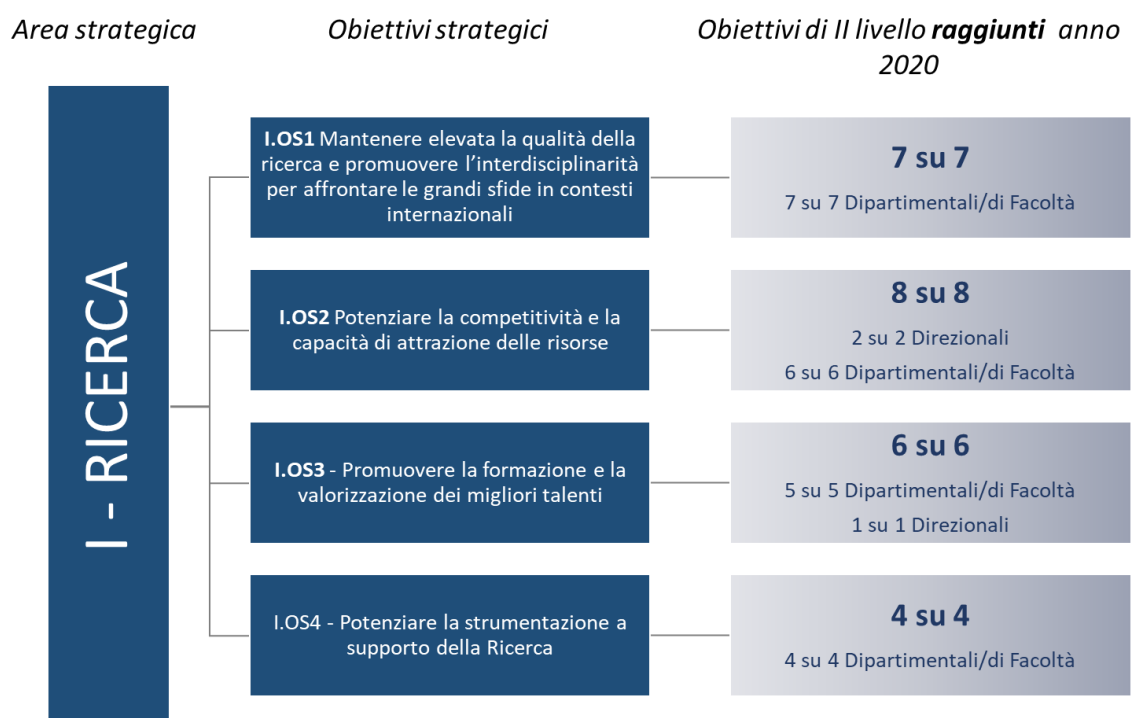 Area strategica
Obiettivi strategici
Obiettivi di II livello raggiunti anno
2020
I - RICERCA
I.OS1 Mantenere elevata la qualità della
ricerca e promuovere l'interdisciplinarità
per affrontare le grandi sfide in contesti
internazionali
7 su 7
7 su 7 Dipartimentali/di Facoltà
I.OS2 Potenziare la competitività e la
capacità di attrazione delle risorse
8 su 8
2 su 2 Direzionali
6 su 6 Dipartimentali/di Facoltà
I.OS3 - Promuovere la formazione e la
valorizzazione dei migliori talenti
6 su 6
5 su 5 Dipartimentali/di Facoltà
1 su 1 Direzionali
I.OS4 - Potenziare la strumentazione a
supporto della Ricerca
4 su 4
4 su 4 Dipartimentali/di Facoltà